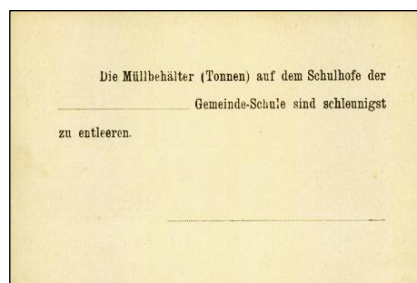 Die Müllbehälter (Tonnen) auf dem Schulhofe der
Gemeinde-Schule sind schleunigst
zu entleeren.